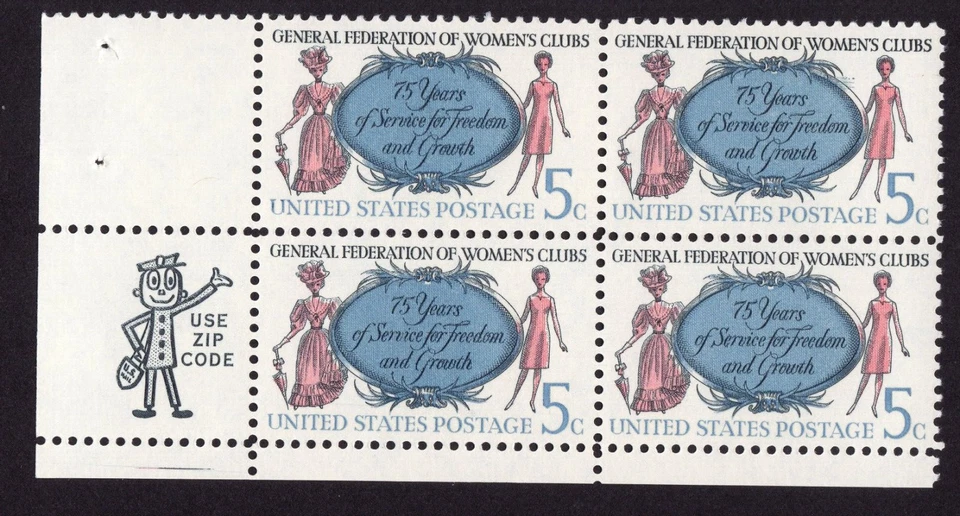 GENERAL FEDERATION OF WOMEN'S CLUBS
75 Years
of Service for Freedom
and Growth
UNITED STATES POSTAGE 5c
GENERAL FEDERATION OF WOMEN'S CLUBS
75 Years
of Service for Freedom
and Growth
UNITED STATES POSTAGE 5c
USE
ZIP
CODE
U.S.
GENERAL FEDERATION OF WOMEN'S CLUBS
75 Years
of Service for Freedom
and Growth
UNITED STATES POSTAGE 5c
GENERAL FEDERATION OF WOMEN'S CLUBS
75 Years
of Service for Freedom
and Growth
UNITED STATES POSTAGE 5c